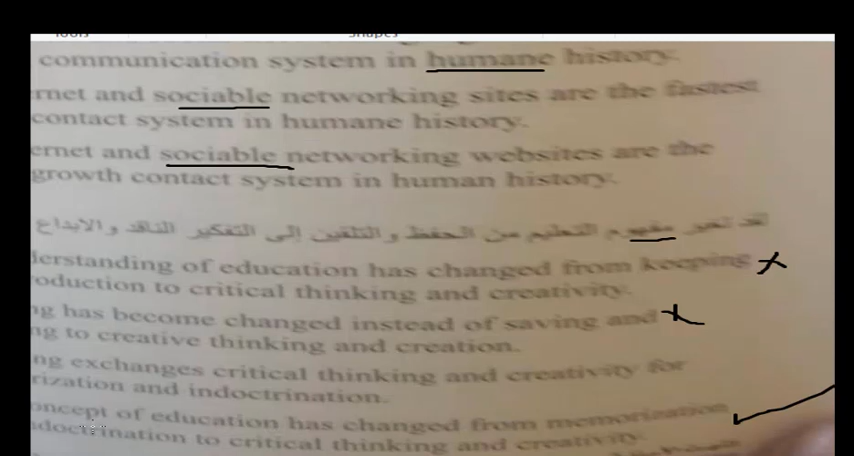 communication system in humane history.
ernet and sociable networking sites are the fastest
contact system in humane history.
ernet and sociable networking websites are the
growth contact system in human history.
لقد تغير مفهوم التعليم من الحفظ والتلقين إلى التفكير الناقد والابداع
derstanding of education has changed from keeping
roduction to critical thinking and creativity.
ng has become changed instead of saving and
ng to creative thinking and creation.
ng exchanges critical thinking and creativity for
rization and indoctrination.
oncept of education has changed from memorization
ndoctrination to critical thinking and creativity.